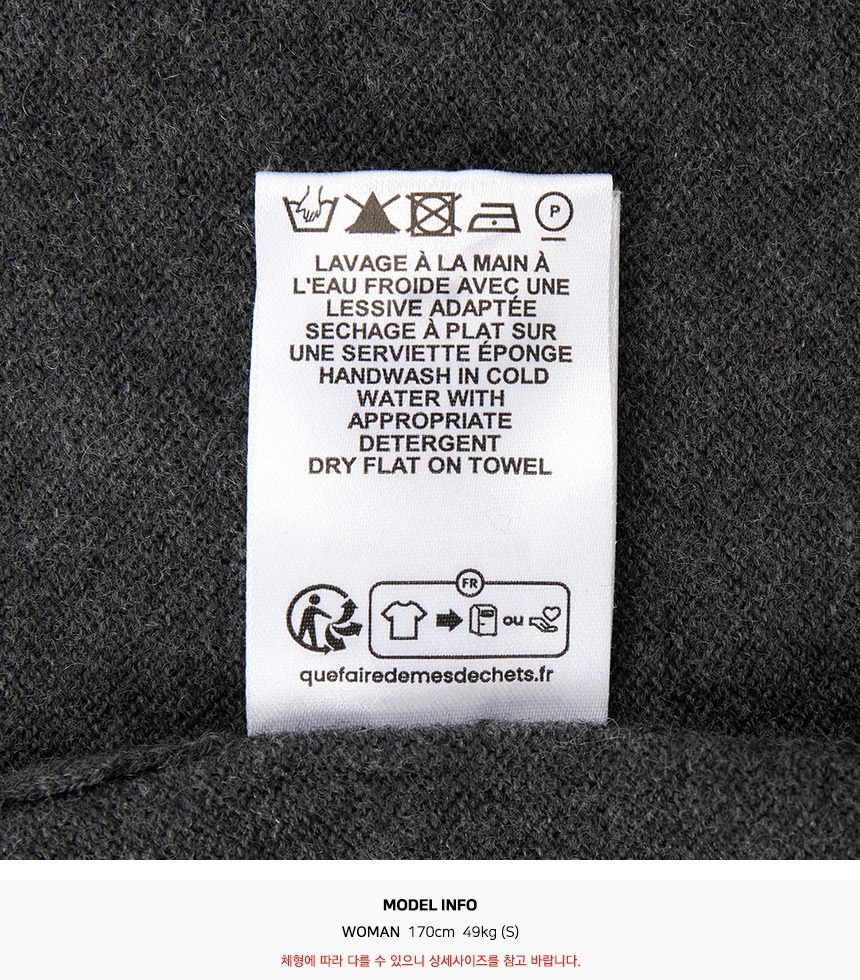 P
LAVAGE À LA MAIN À
L'EAU FROIDE AVEC UNE
LESSIVE ADAPTÉE
SECHAGE À PLAT SUR
UNE SERVIETTE ÉPONGE
HANDWASH IN COLD
WATER WITH
APPROPRIATE
DETERGENT
DRY FLAT ON TOWEL
FR
ou
quefairedemesdechets.fr
MODEL INFO
WOMAN 170cm 49kg (S)
체형에 따라 다를 수 있으니 상세사이즈를 참고 바랍니다.